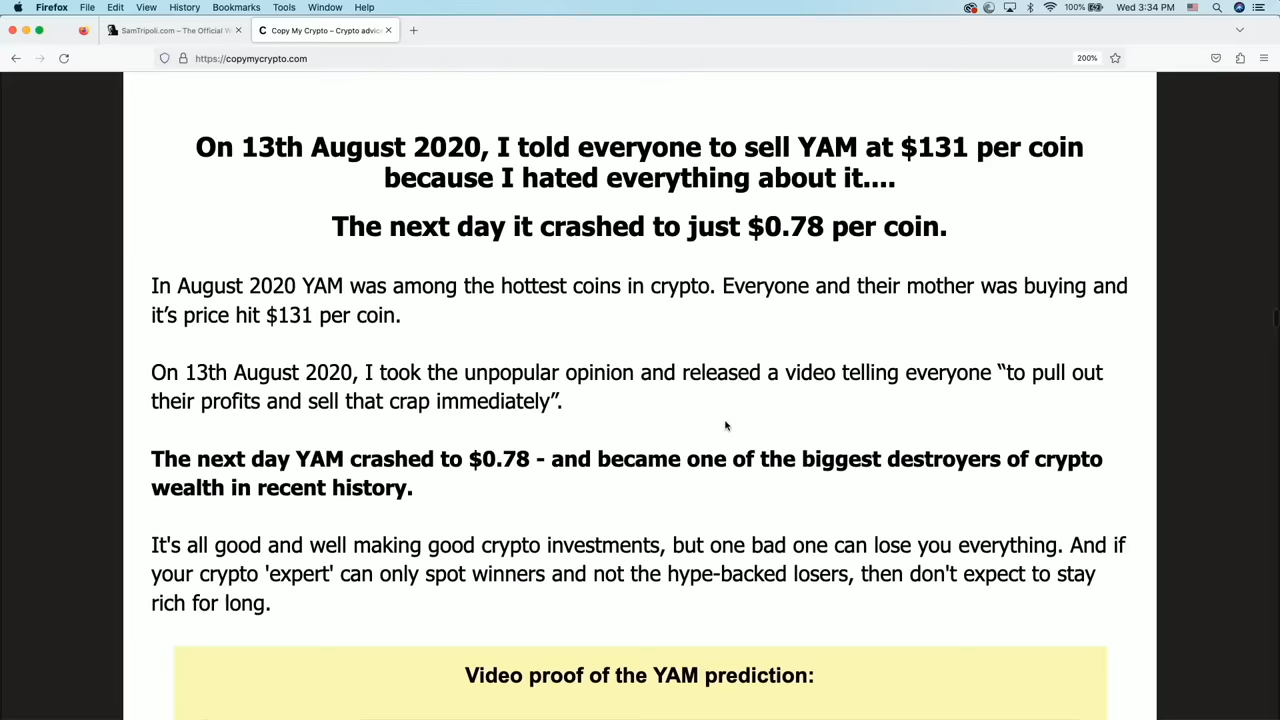 Firefox File Edit View History Bookmarks Tools Window Help 100% Wed 3:34 PM
SamTripoli.com – The Official W Copy My Crypto – Crypto advic
https://copymycrypto.com 200%
On 13th August 2020, I told everyone to sell YAM at $131 per coin
because I hated everything about it....
The next day it crashed to just $0.78 per coin.
In August 2020 YAM was among the hottest coins in crypto. Everyone and their mother was buying and
it’s price hit $131 per coin.
On 13th August 2020, I took the unpopular opinion and released a video telling everyone “to pull out
their profits and sell that crap immediately”.
The next day YAM crashed to $0.78 - and became one of the biggest destroyers of crypto
wealth in recent history.
It's all good and well making good crypto investments, but one bad one can lose you everything. And if
your crypto 'expert' can only spot winners and not the hype-backed losers, then don't expect to stay
rich for long.
Video proof of the YAM prediction: